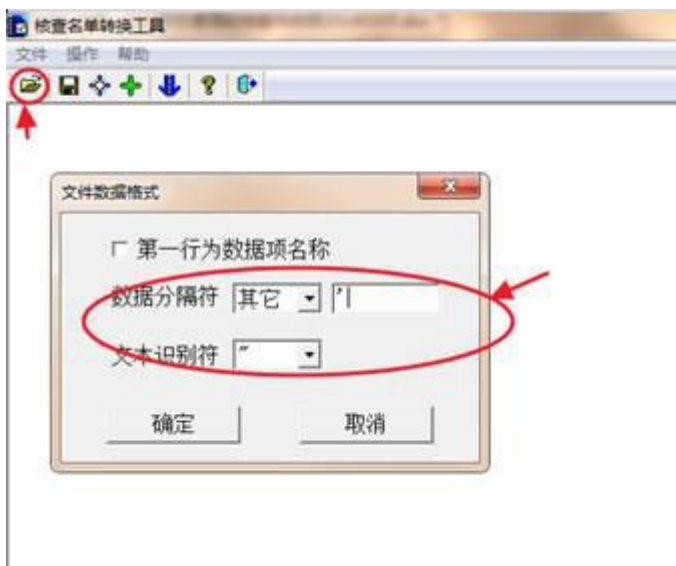 核查名单转换工具
文件 操作 帮助
文件数据格式
第一行为数据项名称
数据分隔符 其它 '|
文本识别符 "
确定 取消